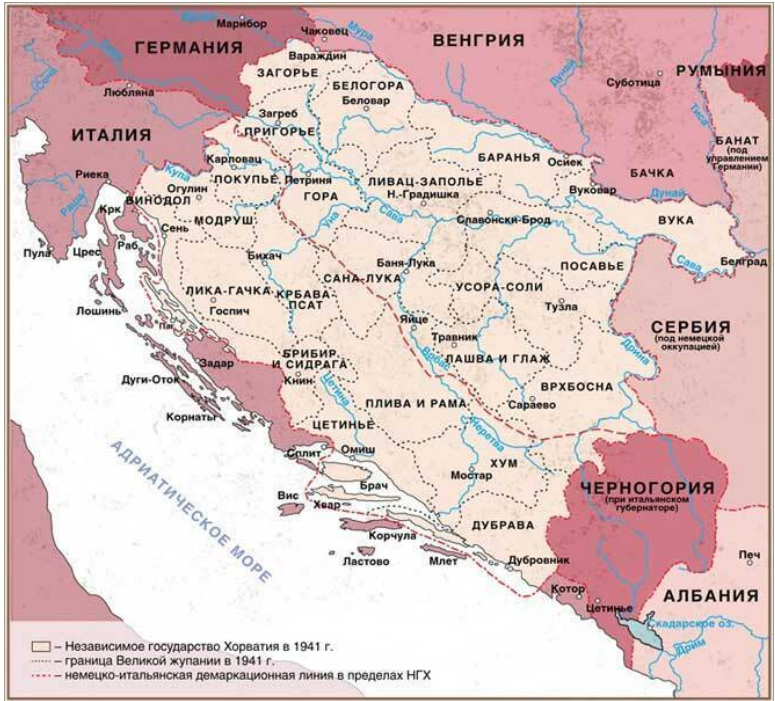 Марибор
Чаковец
Мура
ГЕРМАНИЯ
ВЕНГРИЯ
Вараждин
ЗАГОРЬЕ
Соча
Любляна
БЕЛОГОРА
Беловар
Дунай
Суботица
РУМЫНИЯ
Тиса
Загреб
ПРИГОРЬЕ
ИТАЛИЯ
БАНАТ
(под
управлением
Германии)
Карловац
БАРАНЬЯ
Осиек
БАЧКА
Купа
ПОКУПЬЕ
Петриня
ЛИВАЦ-ЗАПОЛЬЕ
Риека
Огулин
ГОРА
Н.-Градишка
Вуковар
Дунай
ВИНОДОЛ
Раша
Крк
МОДРУШ
Уна
Сава
Славонски-Брод
ВУКА
Сень
Пула
Црес
Раб
Бихач
Баня-Лука
ПОСАВЬЕ
Сава
Белград
САНА-ЛУКА
ЛИКА-ГАЧКА
КРБАВА-
ПСАТ
УСОРА-СОЛИ
Лошинь
Госпич
Тузла
Паг
Яйце
СЕРБИЯ
(под немецкой
оккупацией)
Травник
Дрина
БРИБИР
И СИДРАГА
Врбас
ЛАШВА И ГЛАЖ
Задар
Дуги-Оток
Книн
Цетина
ВРХБОСНА
Корнаты
ПЛИВА И РАМА
Сараево
ЦЕТИНЬЕ
Неретва
АДРИАТИЧЕСКОЕ МОРЕ
Сплит
Омиш
ХУМ
Мостар
Брач
ЧЕРНОГОРИЯ
(при итальянском
губернаторе)
Вис
Хвар
ДУБРАВА
Корчула
Ластово
Млет
Дубровник
Печ
Котор
АЛБАНИЯ
Цетинье
Скадарское оз.
Дрим
– Независимое государство Хорватия в 1941 г.
– граница Великой жупании в 1941 г.
– немецко-итальянская демаркационная линия в пределах НГХ